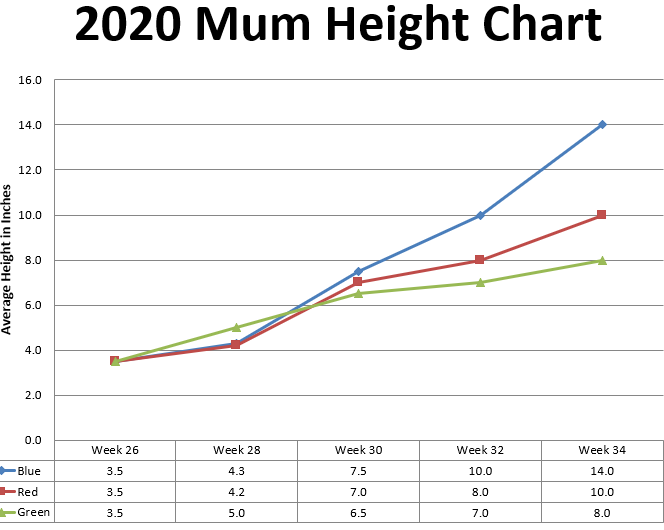 2020 Mum Height Chart
16.0
14.0
12.0
10.0
8.0
6.0
4.0
2.0
0.0
Average Height in Inches
Week 26 Week 28 Week 30 Week 32 Week 34
Blue 3.5 4.3 7.5 10.0 14.0
Red 3.5 4.2 7.0 8.0 10.0
Green 3.5 5.0 6.5 7.0 8.0